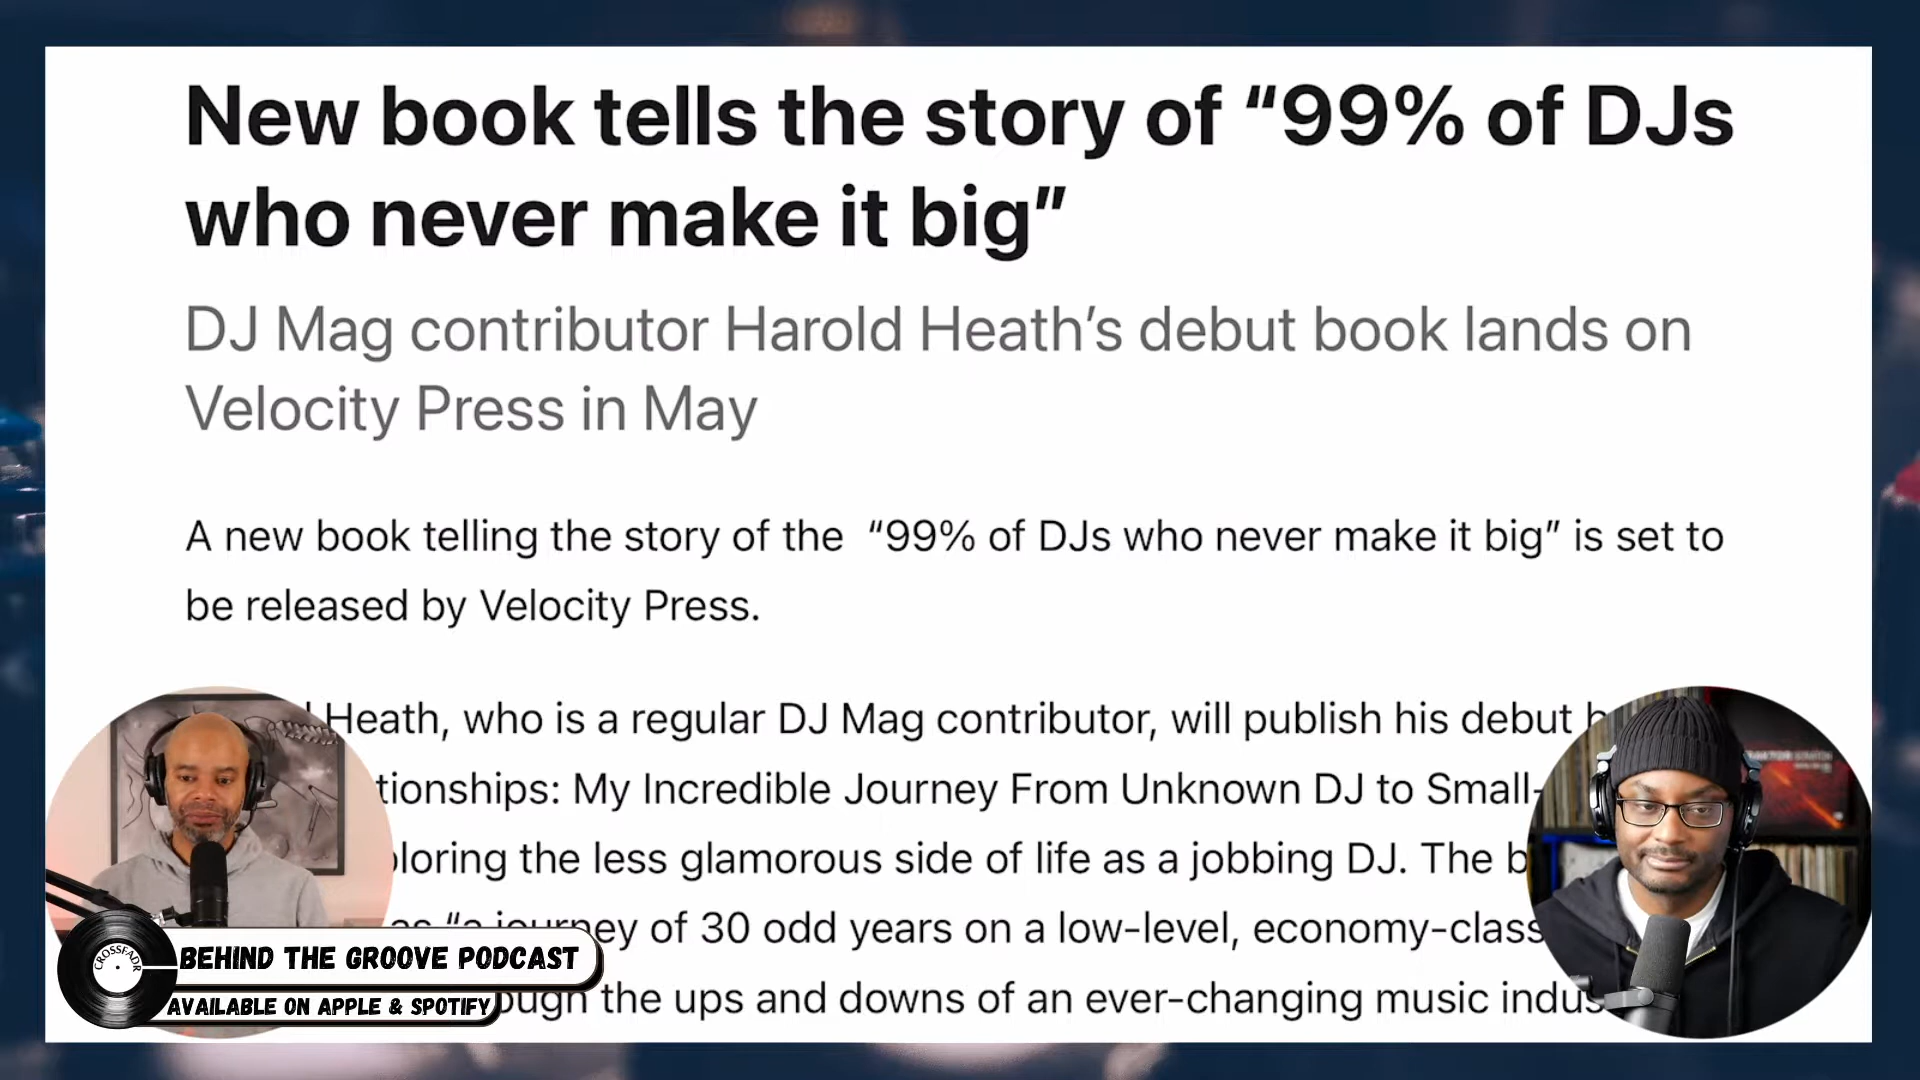 New book tells the story of “99% of DJs
who never make it big”
DJ Mag contributor Harold Heath’s debut book lands on
Velocity Press in May
A new book telling the story of the “99% of DJs who never make it big” is set to
be released by Velocity Press.
Heath, who is a regular DJ Mag contributor, will publish his debut
tionships: My Incredible Journey From Unknown DJ to Small-
ploring the less glamorous side of life as a jobbing DJ. The b
as “a journey of 30 odd years on a low-level, economy-class
ough the ups and downs of an ever-changing music indus
CROSSFADR
BEHIND THE GROOVE PODCAST
AVAILABLE ON APPLE & SPOTIFY